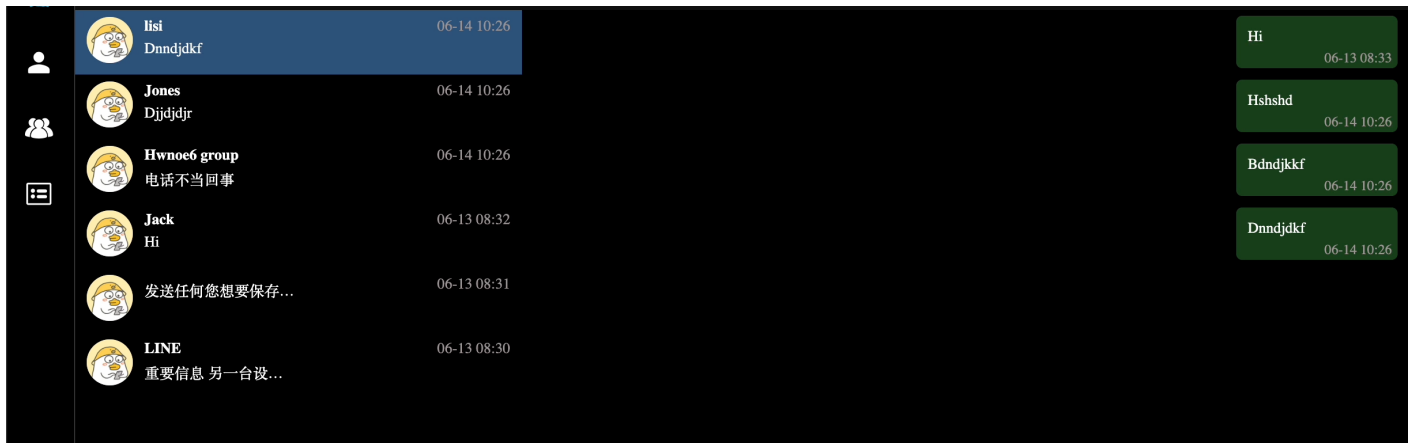 lisi
06-14 10:26
Dnndjdkf
Jones
06-14 10:26
Djjdjdjr
Hwnoe6 group
06-14 10:26
电话不当回事
Jack
06-13 08:32
Hi
06-13 08:31
发送任何您想要保存…
LINE
06-13 08:30
重要信息 另一台设…
Hi
06-13 08:33
Hshshd
06-14 10:26
Bdndjkkf
06-14 10:26
Dnndjdkf
06-14 10:26